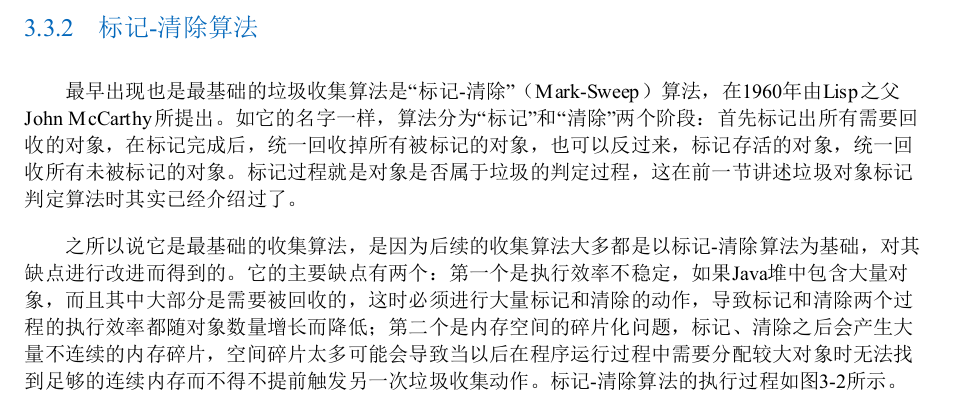 3.3.2 标记-清除算法
最早出现也是最基础的垃圾收集算法是“标记-清除”（Mark-Sweep）算法，在1960年由Lisp之父
John McCarthy所提出。如它的名字一样，算法分为“标记”和“清除”两个阶段：首先标记出所有需要回
收的对象，在标记完成后，统一回收掉所有被标记的对象，也可以反过来，标记存活的对象，统一回
收所有未被标记的对象。标记过程就是对象是否属于垃圾的判定过程，这在前一节讲述垃圾对象标记
判定算法时其实已经介绍过了。
之所以说它是最基础的收集算法，是因为后续的收集算法大多都是以标记-清除算法为基础，对其
缺点进行改进而得到的。它的主要缺点有两个：第一个是执行效率不稳定，如果Java堆中包含大量对
象，而且其中大部分是需要被回收的，这时必须进行大量标记和清除的动作，导致标记和清除两个过
程的执行效率都随对象数量增长而降低；第二个是内存空间的碎片化问题，标记、清除之后会产生大
量不连续的内存碎片，空间碎片太多可能会导致当以后在程序运行过程中需要分配较大对象时无法找
到足够的连续内存而不得不提前触发另一次垃圾收集动作。标记-清除算法的执行过程如图3-2所示。